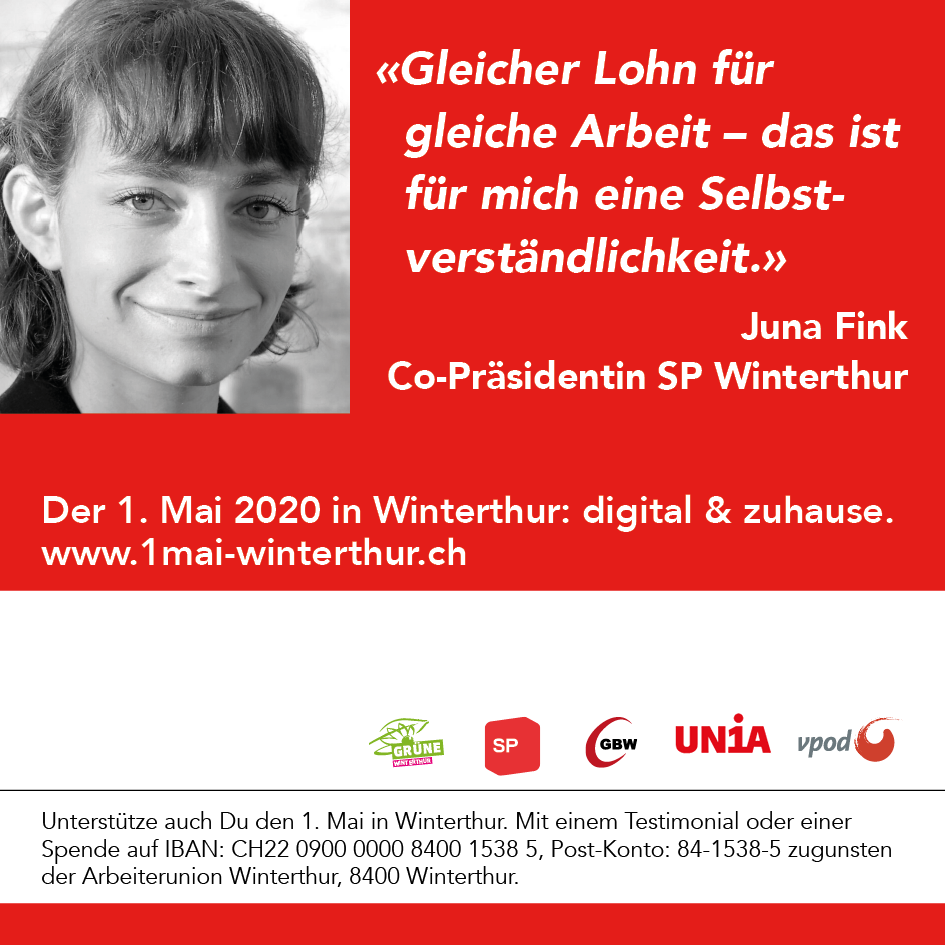 «Gleicher Lohn für
gleiche Arbeit – das ist
für mich eine Selbst-
verständlichkeit.»
Juna Fink
Co-Präsidentin SP Winterthur
Der 1. Mai 2020 in Winterthur: digital & zuhause.
www.1mai-winterthur.ch
GRÜNE
WINTERTHUR
SP
GBW
UNiA
vpod
Unterstütze auch Du den 1. Mai in Winterthur. Mit einem Testimonial oder einer
Spende auf IBAN: CH22 0900 0000 8400 1538 5, Post-Konto: 84-1538-5 zugunsten
der Arbeiterunion Winterthur, 8400 Winterthur.